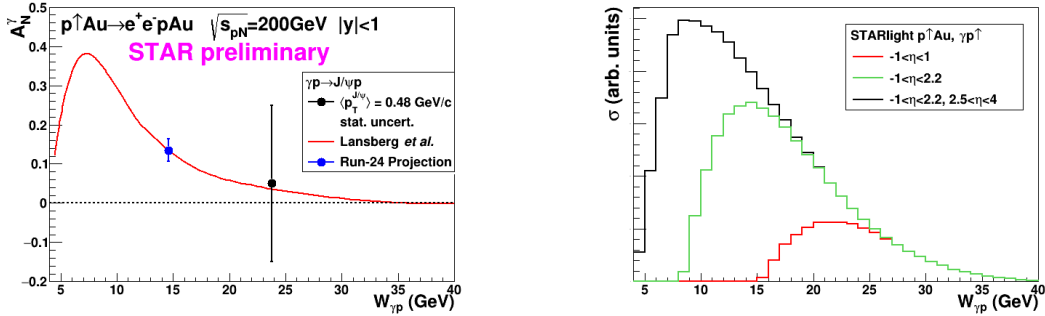 p↑Au→e⁺e⁻pAu √s_pN=200GeV |y|<1
STAR preliminary
A_N^γ
0.5
0.4
0.3
0.2
0.1
0
−0.1
−0.2
γp→J/ψp
⟨p_T^J/ψ⟩ = 0.48 GeV/c
stat. uncert.
Lansberg et al.
Run-24 Projection
5 10 15 20 25 30 35 40
W_γp (GeV)
σ (arb. units)
STARlight p↑Au, γp↑
-1<η<1
-1<η<2.2
-1<η<2.2, 2.5<η<4
5 10 15 20 25 30 35 40
W_γp (GeV)